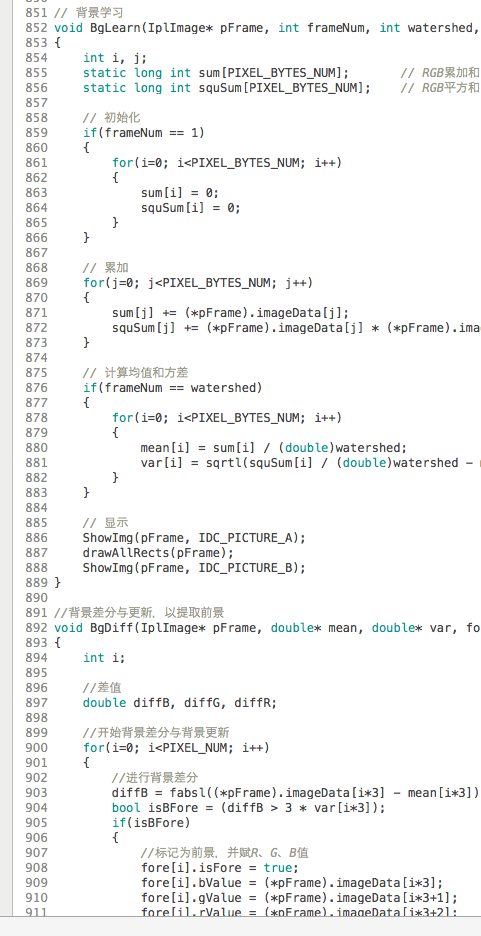 851 // 背景学习
852 void BgLearn(IplImage* pFrame, int frameNum, int watershed,
853 {
854     int i, j;
855     static long int sum[PIXEL_BYTES_NUM];       // RGB累加和
856     static long int squSum[PIXEL_BYTES_NUM];    // RGB平方和
857
858     // 初始化
859     if(frameNum == 1)
860     {
861         for(i=0; i<PIXEL_BYTES_NUM; i++)
862         {
863             sum[i] = 0;
864             squSum[i] = 0;
865         }
866     }
867
868     // 累加
869     for(j=0; j<PIXEL_BYTES_NUM; j++)
870     {
871         sum[j] += (*pFrame).imageData[j];
872         squSum[j] += (*pFrame).imageData[j] * (*pFrame).ima
873     }
874
875     // 计算均值和方差
876     if(frameNum == watershed)
877     {
878         for(i=0; i<PIXEL_BYTES_NUM; i++)
879         {
880             mean[i] = sum[i] / (double)watershed;
881             var[i] = sqrtl(squSum[i] / (double)watershed -
882         }
883     }
884
885     // 显示
886     ShowImg(pFrame, IDC_PICTURE_A);
887     drawAllRects(pFrame);
888     ShowImg(pFrame, IDC_PICTURE_B);
889 }
890
891 //背景差分与更新，以提取前景
892 void BgDiff(IplImage* pFrame, double* mean, double* var, fo
893 {
894     int i;
895
896     //差值
897     double diffB, diffG, diffR;
898
899     //开始背景差分与背景更新
900     for(i=0; i<PIXEL_NUM; i++)
901     {
902         //进行背景差分
903         diffB = fabsl((*pFrame).imageData[i*3] - mean[i*3])
904         bool isBFore = (diffB > 3 * var[i*3]);
905         if(isBFore)
906         {
907             //标记为前景，并赋R、G、B值
908             fore[i].isFore = true;
909             fore[i].bValue = (*pFrame).imageData[i*3];
910             fore[i].gValue = (*pFrame).imageData[i*3+1];
911             fore[i].rValue = (*pFrame).imageData[i*3+2];